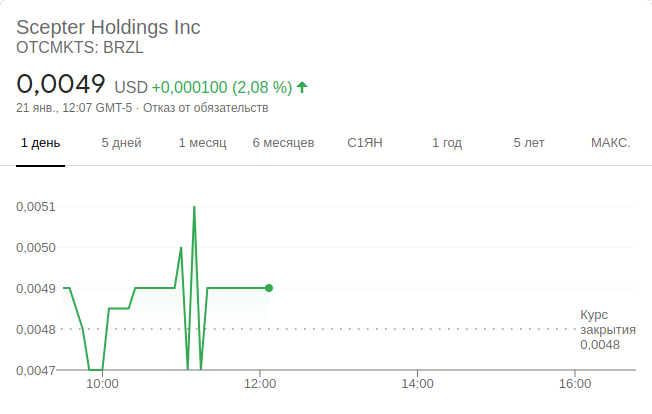 Scepter Holdings Inc
OTCMKTS: BRZL
0,0049 USD +0,000100 (2,08 %)
21 янв., 12:07 GMT-5 · Отказ от обязательств
1 день 5 дней 1 месяц 6 месяцев С1ЯН 1 год 5 лет МАКС.
0,0051
0,0050
0,0049
0,0048
0,0047
Курс
закрытия
0,0048
10:00 12:00 14:00 16:00